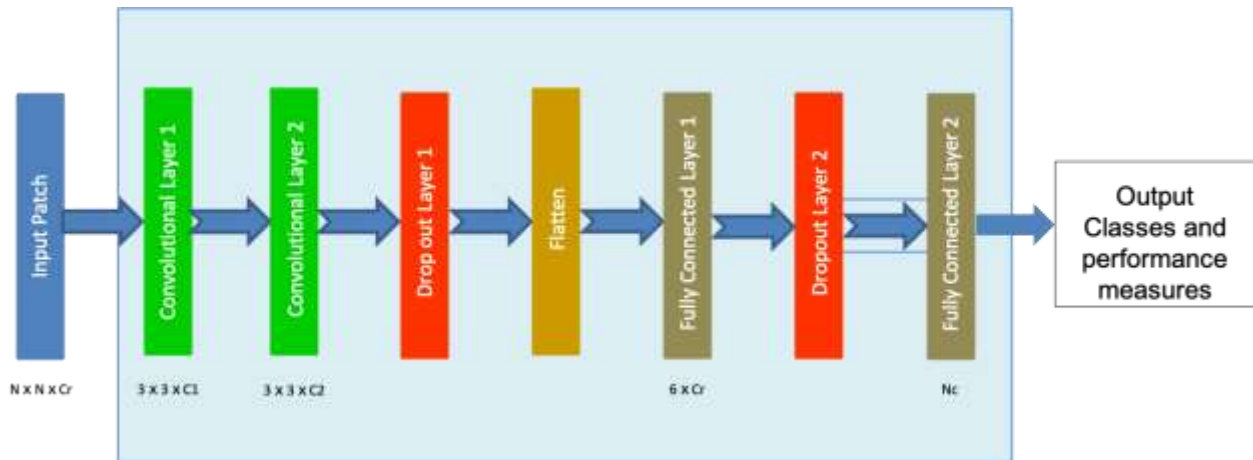 Input Patch
Convolutional Layer 1
Convolutional Layer 2
Drop out Layer 1
Flatten
Fully Connected Layer 1
Dropout Layer 2
Fully Connected Layer 2
Output
Classes and
performance
measures
N x N x Cr
3 x 3 x C1
3 x 3 x C2
6 x Cr
Nc